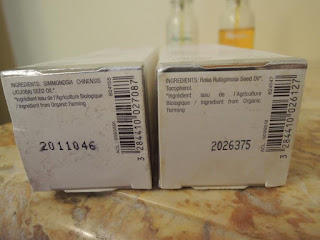 INGREDIENTS: SIMMONDSIA CHINENSIS
(JOJOBA) SEED OIL*.
*Ingrédient issu de l'Agriculture Biologique
/ Ingredient from Organic
Farming
2011046
3 284410 027087
INGREDIENTS: Rosa Rubiginosa Seed Oil*,
Tocopherol.
*Ingrédient issu de l'Agriculture
Biologique / Ingredient from Organic
Farming
2026375
3 284410 026127